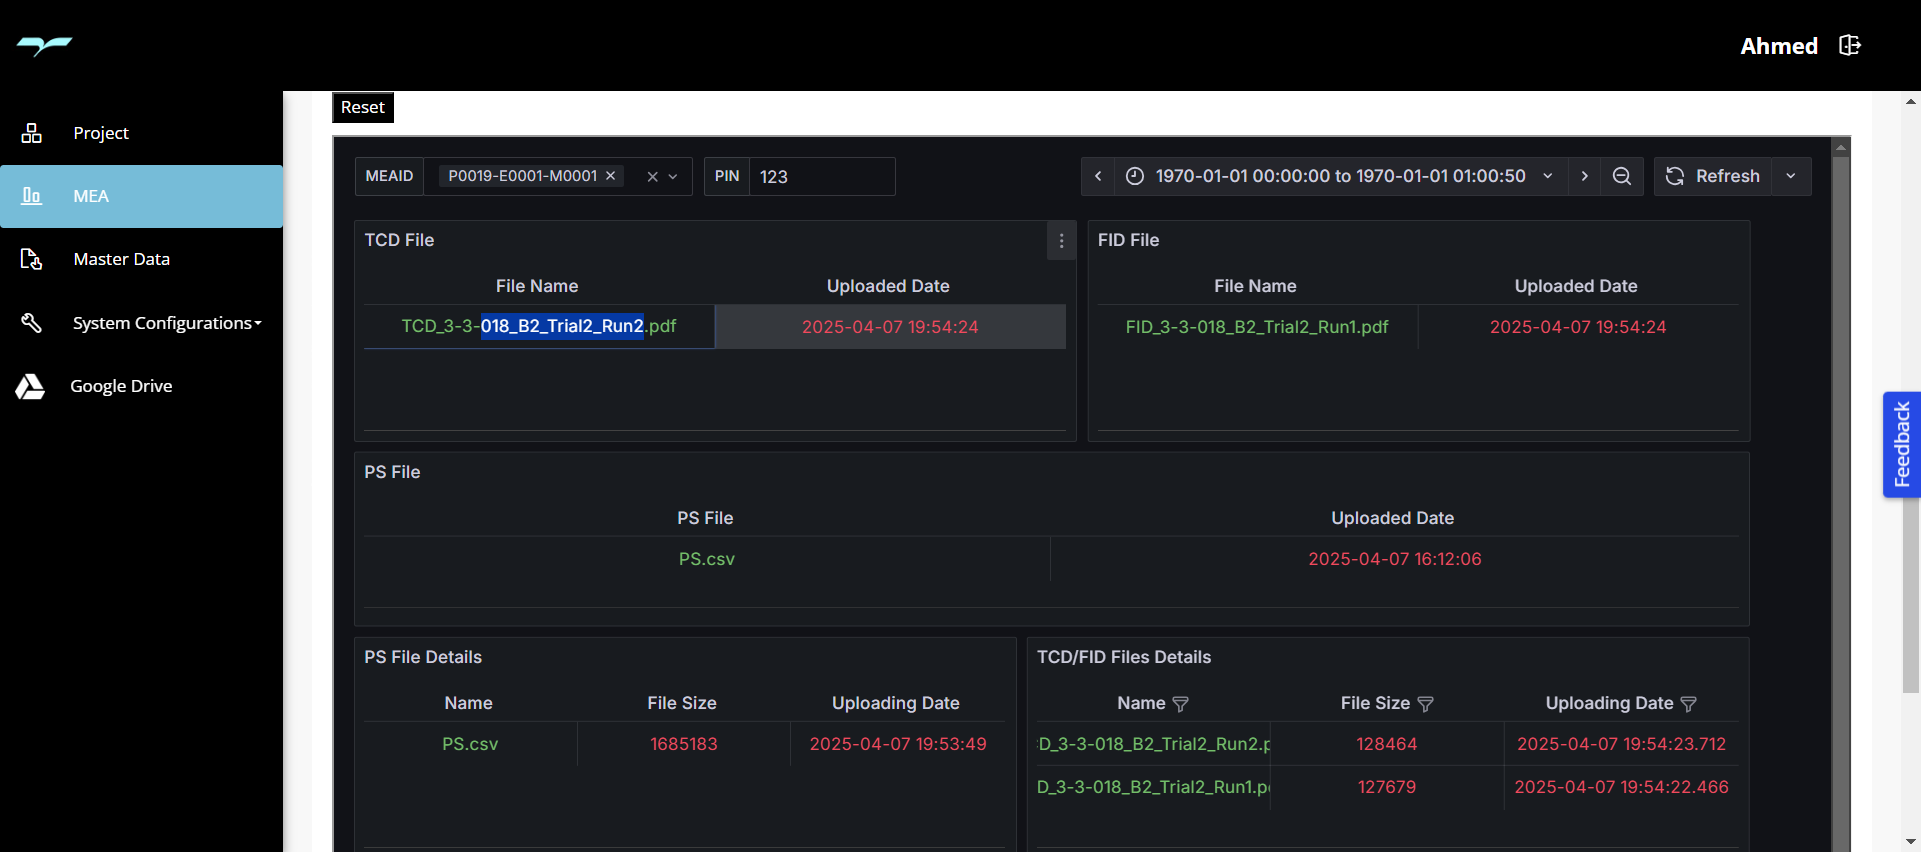 Ahmed
Project
MEA
Master Data
System Configurations
Google Drive
Reset
MEAID P0019-E0001-M0001 PIN 123 1970-01-01 00:00:00 to 1970-01-01 01:00:50 Refresh
TCD File
File Name Uploaded Date
TCD_3-3-018_B2_Trial2_Run2.pdf 2025-04-07 19:54:24
FID File
File Name Uploaded Date
FID_3-3-018_B2_Trial2_Run1.pdf 2025-04-07 19:54:24
PS File
PS File Uploaded Date
PS.csv 2025-04-07 16:12:06
PS File Details
Name File Size Uploading Date
PS.csv 1685183 2025-04-07 19:53:49
TCD/FID Files Details
Name File Size Uploading Date
D_3-3-018_B2_Trial2_Run2.p 128464 2025-04-07 19:54:23.712
D_3-3-018_B2_Trial2_Run1.p 127679 2025-04-07 19:54:22.466
Feedback